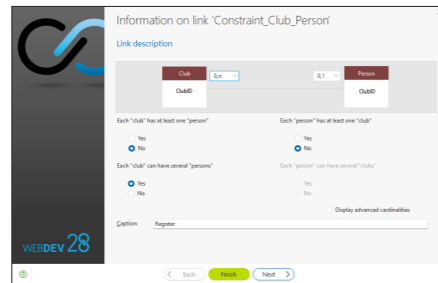 Information on link 'Constraint_Club_Person'
Link description
Club 0,n 0,1 Person
ClubID ClubID
Each "club" has at least one "person" Each "person" has at least one "club"
Yes Yes
No No
Each "club" can have several "persons" Each "person" can have several "clubs"
Yes Yes
No No
Display advanced cardinalities
Caption: Register
WEBDEV 28
? < Back Finish Next >